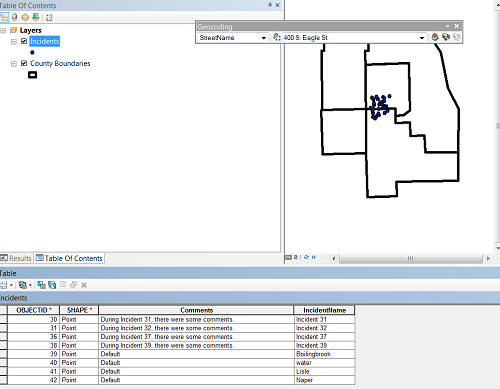 Table Of Contents
Layers
Incidents
County Boundaries
Geocoding
StreetName
400 S. Eagle St
Results
Table Of Contents
Table
Incidents
OBJECTID * SHAPE * Comments IncidentName
30 Point During Incident 31, there were some comments. Incident 31
31 Point During Incident 32, there were some comments. Incident 32
36 Point During Incident 37, there were some comments. Incident 37
38 Point During Incident 39, there were some comments. Incident 39
39 Point Default Boilingbrook
40 Point Default water
41 Point Default Lisle
42 Point Default Naper